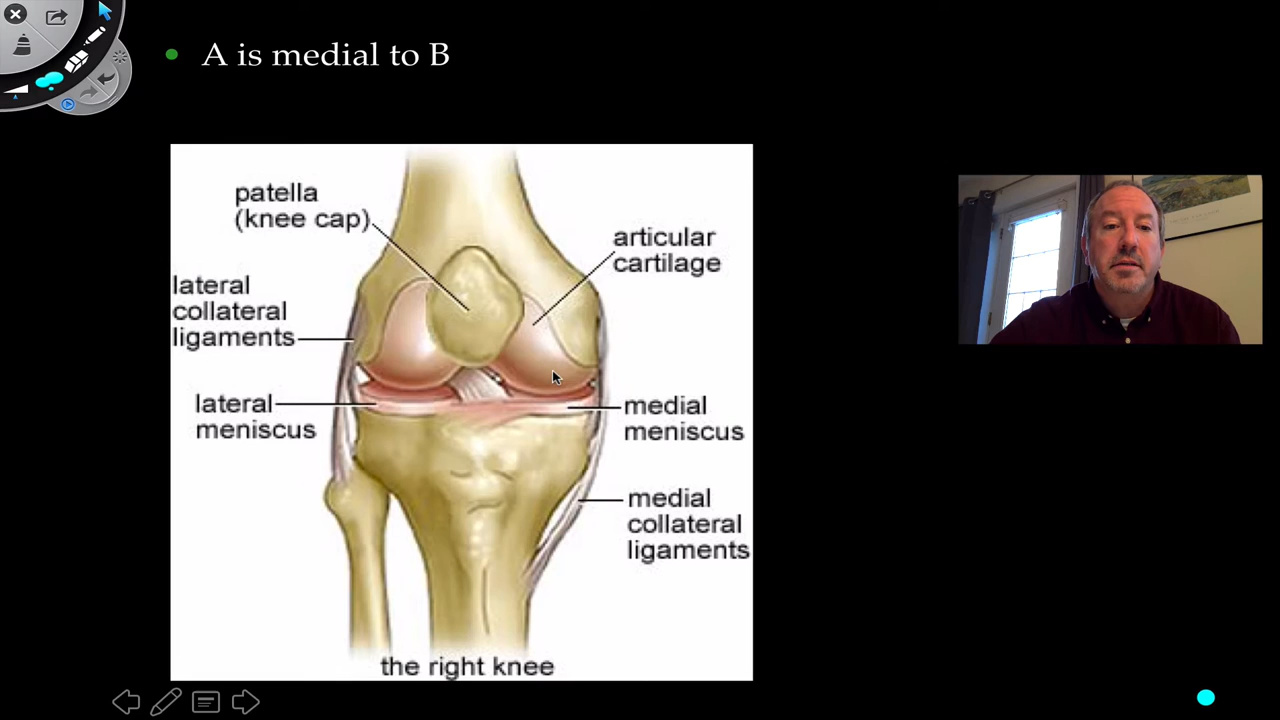 A is medial to B
patella
(knee cap)
articular
cartilage
lateral
collateral
ligaments
lateral
meniscus
medial
meniscus
medial
collateral
ligaments
the right knee